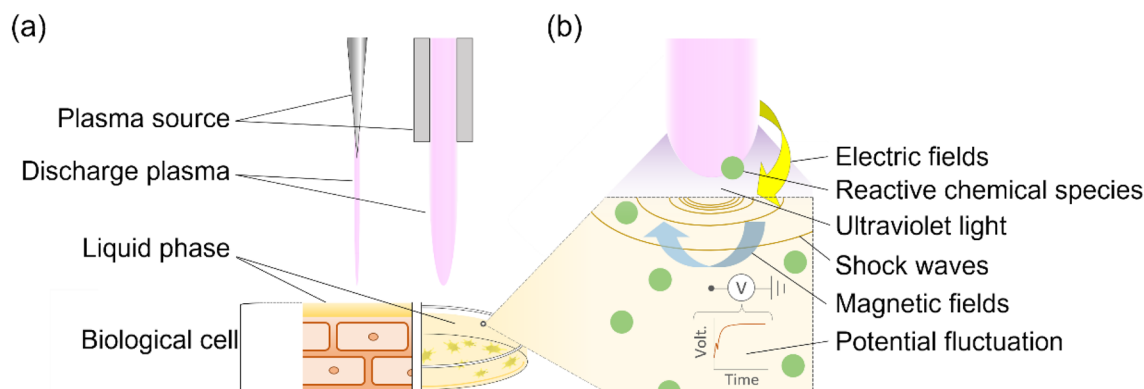 (a)
Plasma source
Discharge plasma
Liquid phase
Biological cell
(b)
Electric fields
Reactive chemical species
Ultraviolet light
Shock waves
Magnetic fields
Potential fluctuation
V
Volt.
Time